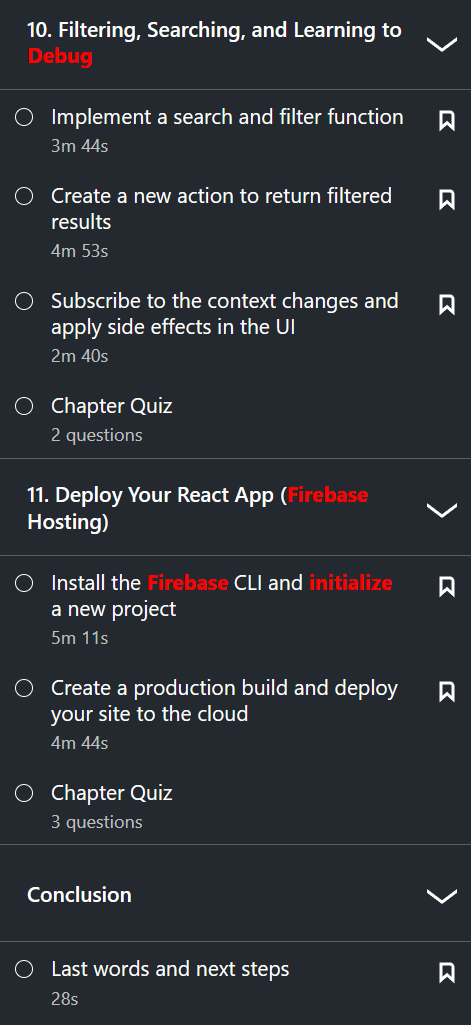 10. Filtering, Searching, and Learning to
Debug
Implement a search and filter function
3m 44s
Create a new action to return filtered
results
4m 53s
Subscribe to the context changes and
apply side effects in the UI
2m 40s
Chapter Quiz
2 questions
11. Deploy Your React App (Firebase
Hosting)
Install the Firebase CLI and initialize
a new project
5m 11s
Create a production build and deploy
your site to the cloud
4m 44s
Chapter Quiz
3 questions
Conclusion
Last words and next steps
28s